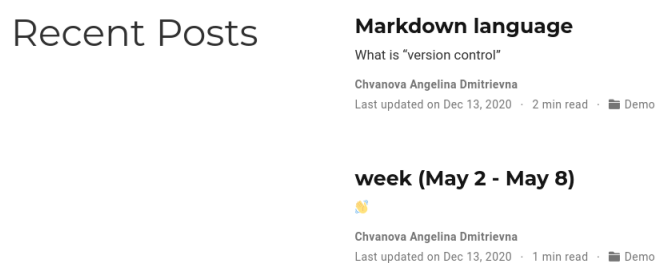 Recent Posts
Markdown language
What is “version control”
Chvanova Angelina Dmitrievna
Last updated on Dec 13, 2020 · 2 min read · Demo
week (May 2 - May 8)
👋
Chvanova Angelina Dmitrievna
Last updated on Dec 13, 2020 · 1 min read · Demo